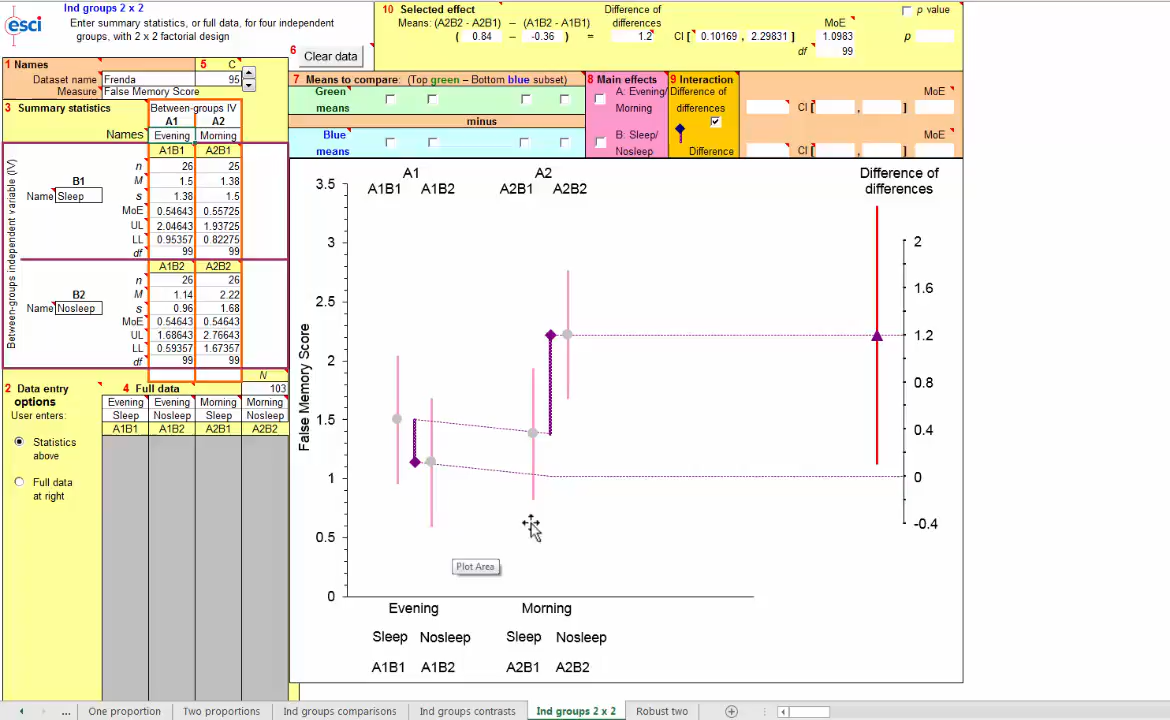 esci
Ind groups 2 x 2
Enter summary statistics, or full data, for four independent
groups, with 2 x 2 factorial design
10 Selected effect
Difference of
p value
Means: (A2B2 - A2B1) – (A1B2 - A1B1)
differences
MoE
( 0.84 – -0.36 ) = 1.2 CI [ 0.10169 , 2.29831 ] 1.0983 p
df 99
6 Clear data
1 Names
5 C
Dataset name Frenda 95
Measure False Memory Score
3 Summary statistics
Between-groups IV
A1 A2
Names Evening Morning
7 Means to compare: (Top green – Bottom blue subset)
Green
means
minus
Blue
means
8 Main effects
A: Evening/
Morning
B: Sleep/
Nosleep
9 Interaction
Difference of
differences
Difference
MoE
CI [ , ]
MoE
CI [ , ]
Between-groups independent variable (IV)
A1B1 A2B1
n 26 25
B1 M 1.5 1.38
Name Sleep s 1.38 1.5
MoE 0.54643 0.55725
UL 2.04643 1.93725
LL 0.95357 0.82275
df 99 99
A1B2 A2B2
n 26 26
B2 M 1.14 2.22
Name Nosleep s 0.96 1.68
MoE 0.54643 0.54643
UL 1.68643 2.76643
LL 0.59357 1.67357
df 99 99
N
2 Data entry
options
4 Full data
103
User enters:
Evening Evening Morning Morning
Sleep Nosleep Sleep Nosleep
A1B1 A1B2 A2B1 A2B2
Statistics
above
Full data
at right
A1 A2
A1B1 A1B2 A2B1 A2B2
Difference of
differences
False Memory Score
3.5
3
2.5
2
1.5
1
0.5
0
2
1.6
1.2
0.8
0.4
0
-0.4
Plot Area
Evening Morning
Sleep Nosleep Sleep Nosleep
A1B1 A1B2 A2B1 A2B2
... One proportion Two proportions Ind groups comparisons Ind groups contrasts Ind groups 2 x 2 Robust two